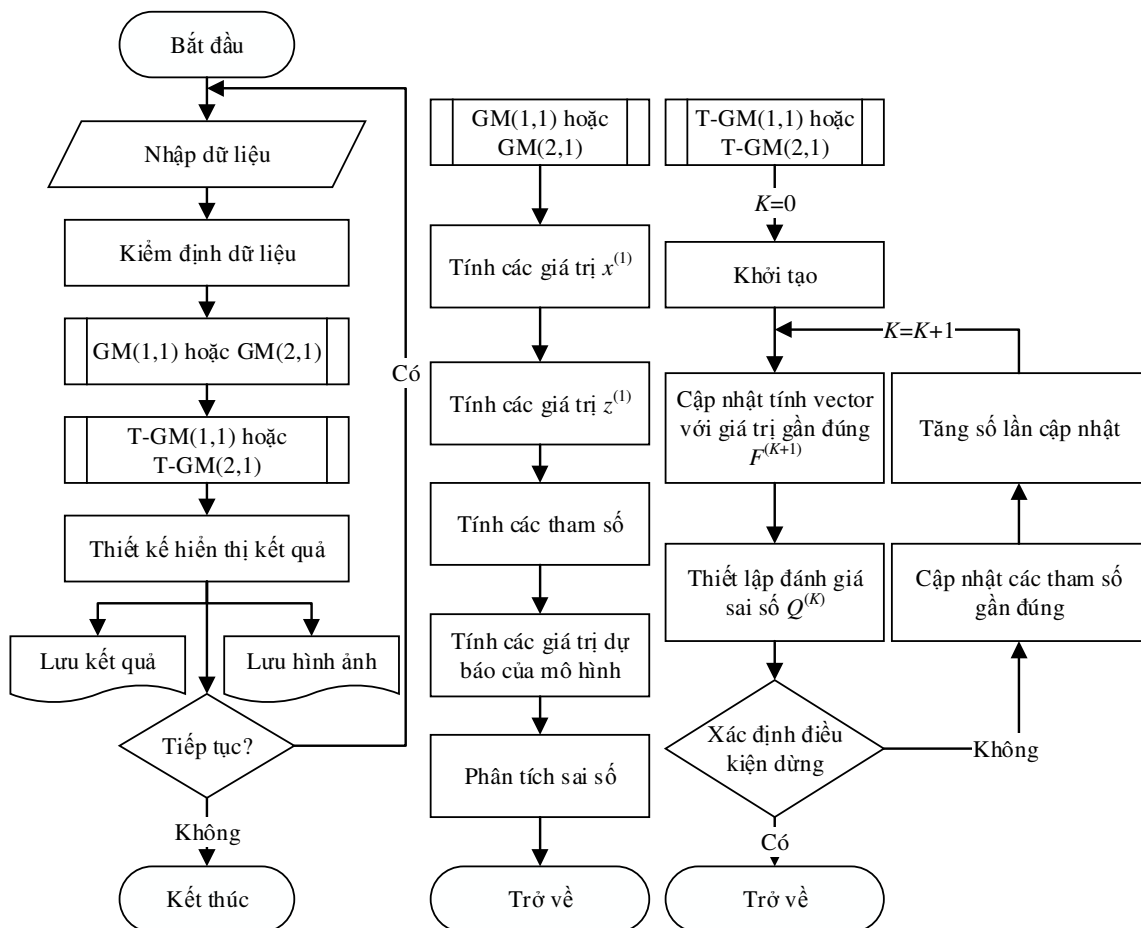 Bắt đầu
Nhập dữ liệu
Kiểm định dữ liệu
GM(1,1) hoặc GM(2,1)
T-GM(1,1) hoặc
T-GM(2,1)
Thiết kế hiển thị kết quả
Lưu kết quả
Lưu hình ảnh
Tiếp tục?
Có
Không
Kết thúc
GM(1,1) hoặc
GM(2,1)
Tính các giá trị x^(1)
Tính các giá trị z^(1)
Tính các tham số
Tính các giá trị dự
báo của mô hình
Phân tích sai số
Trở về
T-GM(1,1) hoặc
T-GM(2,1)
K=0
Khởi tạo
K=K+1
Cập nhật tính vector
với giá trị gần đúng
F^(K+1)
Thiết lập đánh giá
sai số Q^(K)
Xác định điều
kiện dừng
Không
Cập nhật các tham số
gần đúng
Tăng số lần cập nhật
Có
Trở về